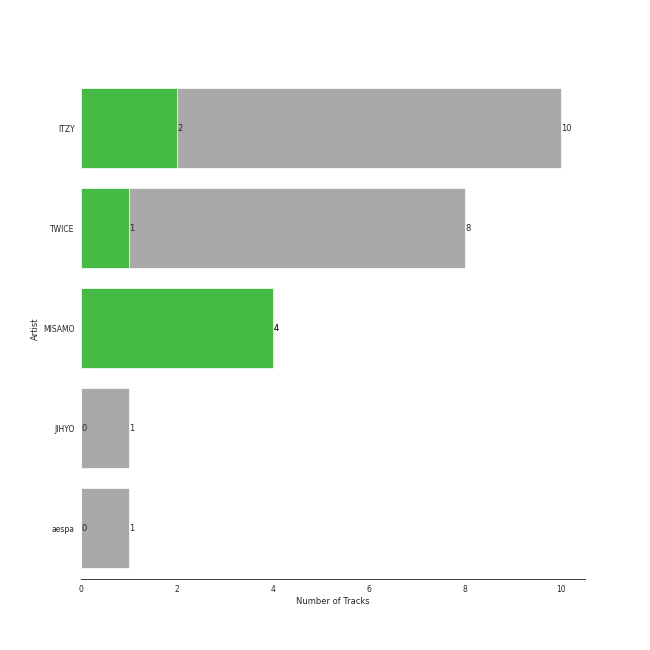 ITZY 2 10
TWICE 1 8
MISAMO 4
JIHYO 0 1
aespa 0 1
Artist
0 2 4 6 8 10
Number of Tracks